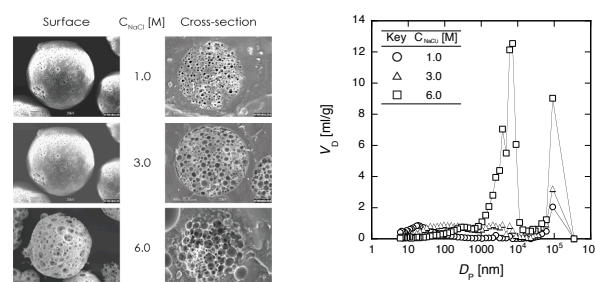 Surface C_NaCl [M] Cross-section
1.0
3.0
6.0
Key C_NaCl0 [M]
1.0
3.0
6.0
14
12
10
8
6
4
2
0
V_D [ml/g]
1 10 100 1000 10^4 10^5 10^6
D_P [nm]